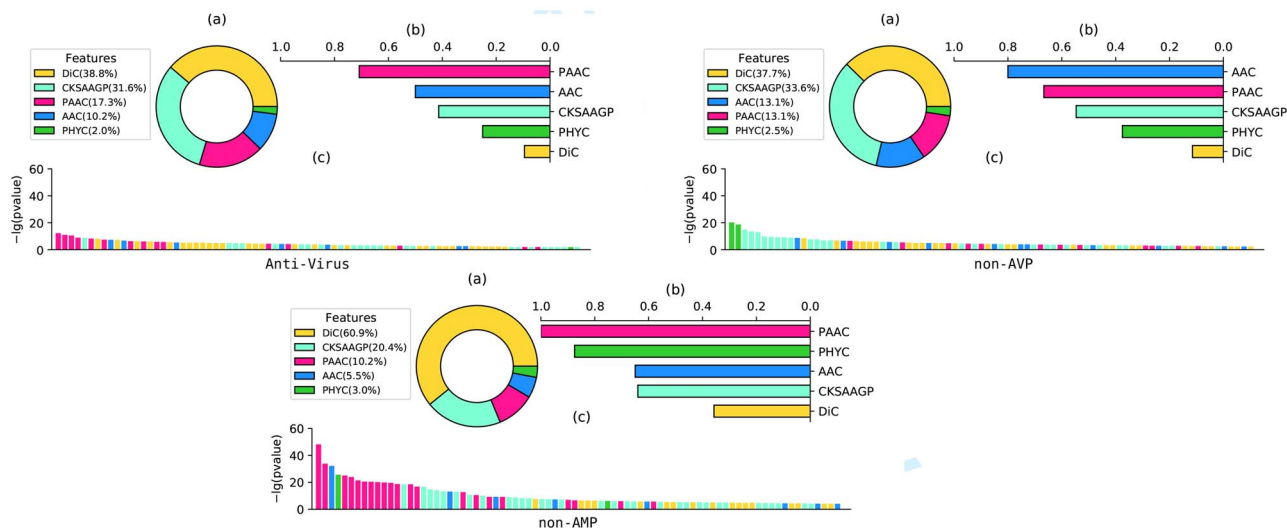 (a)
Features
DiC(38.8%)
CKSAAGP(31.6%)
PAAC(17.3%)
AAC(10.2%)
PHYC(2.0%)
(b)
1.0 0.8 0.6 0.4 0.2 0.0
PAAC
AAC
CKSAAGP
PHYC
DiC
(c)
60
40
20
0
−lg(pvalue)
Anti-Virus
(a)
Features
DiC(37.7%)
CKSAAGP(33.6%)
AAC(13.1%)
PAAC(13.1%)
PHYC(2.5%)
(b)
1.0 0.8 0.6 0.4 0.2 0.0
AAC
PAAC
CKSAAGP
PHYC
DiC
(c)
60
40
20
0
−lg(pvalue)
non-AVP
(a)
Features
DiC(60.9%)
CKSAAGP(20.4%)
PAAC(10.2%)
AAC(5.5%)
PHYC(3.0%)
(b)
1.0 0.8 0.6 0.4 0.2 0.0
PAAC
PHYC
AAC
CKSAAGP
DiC
(c)
60
40
20
0
−lg(pvalue)
non-AMP